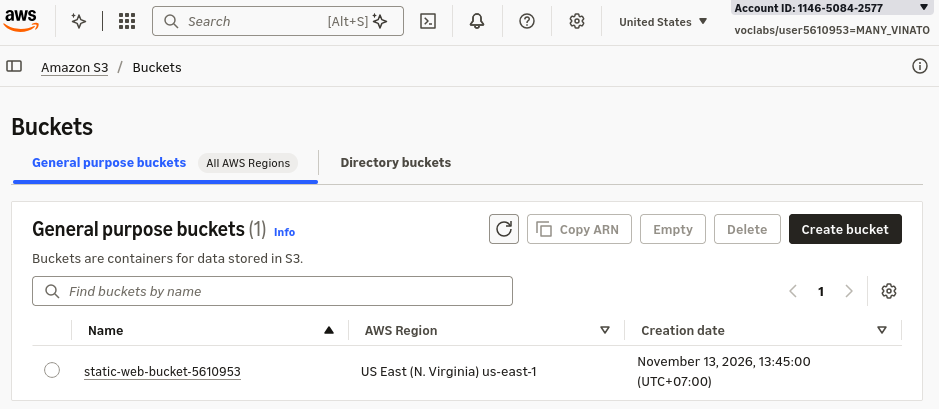 aws
Search [Alt+S]
United States
Account ID: 1146-5084-2577
voclabs/user5610953=MANY_VINATO
Amazon S3 / Buckets
Buckets
General purpose buckets All AWS Regions
Directory buckets
General purpose buckets (1) Info
Copy ARN
Empty
Delete
Create bucket
Buckets are containers for data stored in S3.
Find buckets by name
1
Name AWS Region Creation date
static-web-bucket-5610953 US East (N. Virginia) us-east-1 November 13, 2026, 13:45:00
(UTC+07:00)